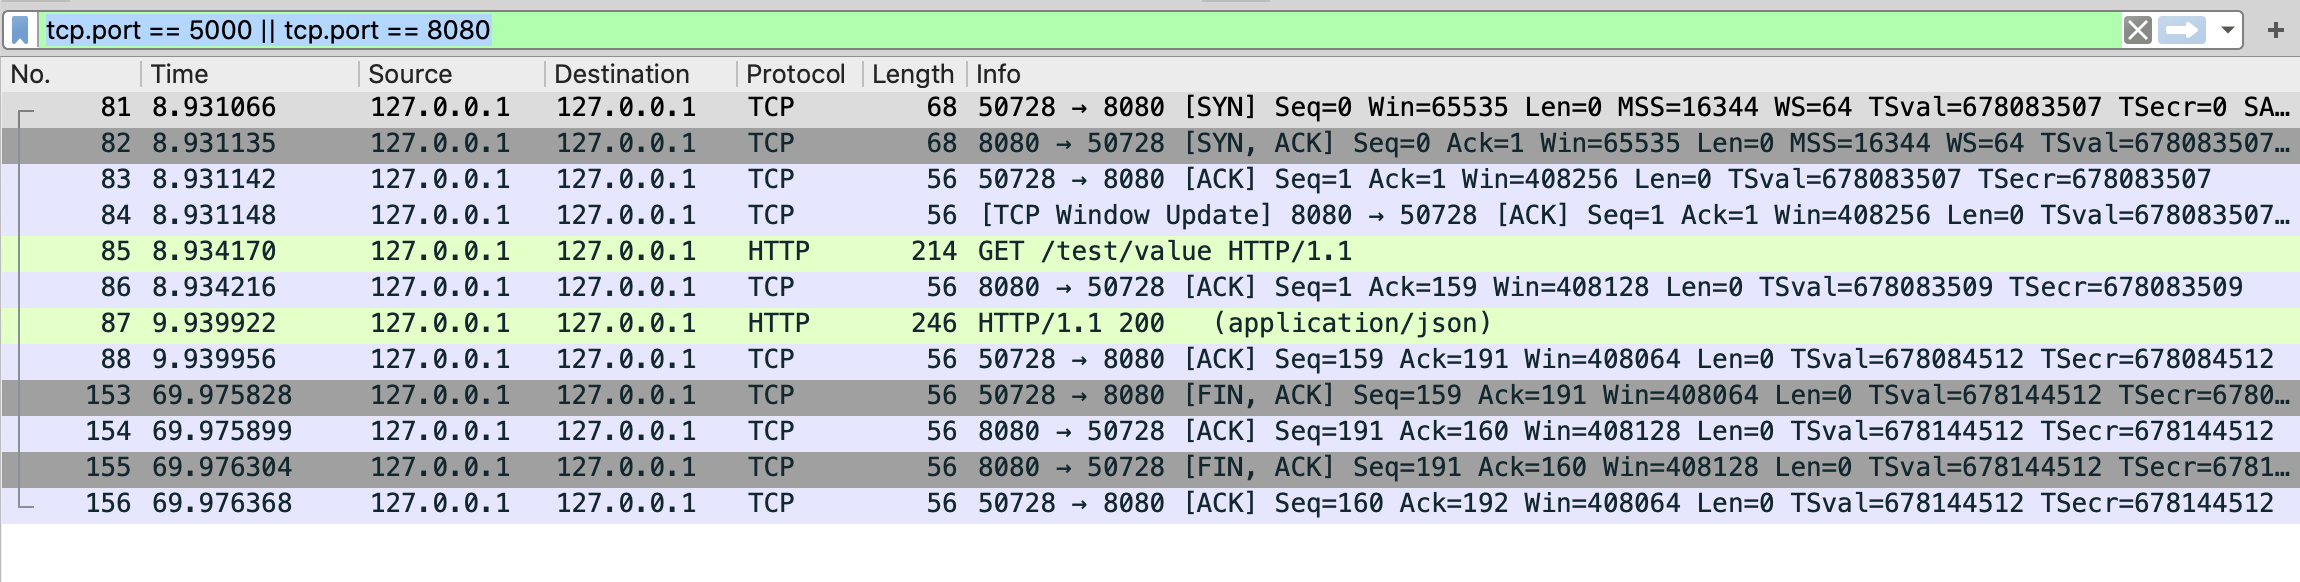 tcp.port == 5000 || tcp.port == 8080
No. Time Source Destination Protocol Length Info
81 8.931066 127.0.0.1 127.0.0.1 TCP 68 50728 → 8080 [SYN] Seq=0 Win=65535 Len=0 MSS=16344 WS=64 TSval=678083507 TSecr=0 SA…
82 8.931135 127.0.0.1 127.0.0.1 TCP 68 8080 → 50728 [SYN, ACK] Seq=0 Ack=1 Win=65535 Len=0 MSS=16344 WS=64 TSval=678083507…
83 8.931142 127.0.0.1 127.0.0.1 TCP 56 50728 → 8080 [ACK] Seq=1 Ack=1 Win=408256 Len=0 TSval=678083507 TSecr=678083507
84 8.931148 127.0.0.1 127.0.0.1 TCP 56 [TCP Window Update] 8080 → 50728 [ACK] Seq=1 Ack=1 Win=408256 Len=0 TSval=678083507…
85 8.934170 127.0.0.1 127.0.0.1 HTTP 214 GET /test/value HTTP/1.1
86 8.934216 127.0.0.1 127.0.0.1 TCP 56 8080 → 50728 [ACK] Seq=1 Ack=159 Win=408128 Len=0 TSval=678083509 TSecr=678083509
87 9.939922 127.0.0.1 127.0.0.1 HTTP 246 HTTP/1.1 200 (application/json)
88 9.939956 127.0.0.1 127.0.0.1 TCP 56 50728 → 8080 [ACK] Seq=159 Ack=191 Win=408064 Len=0 TSval=678084512 TSecr=678084512
153 69.975828 127.0.0.1 127.0.0.1 TCP 56 50728 → 8080 [FIN, ACK] Seq=159 Ack=191 Win=408064 Len=0 TSval=678144512 TSecr=6780…
154 69.975899 127.0.0.1 127.0.0.1 TCP 56 8080 → 50728 [ACK] Seq=191 Ack=160 Win=408128 Len=0 TSval=678144512 TSecr=678144512
155 69.976304 127.0.0.1 127.0.0.1 TCP 56 8080 → 50728 [FIN, ACK] Seq=191 Ack=160 Win=408128 Len=0 TSval=678144512 TSecr=6781…
156 69.976368 127.0.0.1 127.0.0.1 TCP 56 50728 → 8080 [ACK] Seq=160 Ack=192 Win=408064 Len=0 TSval=678144512 TSecr=678144512